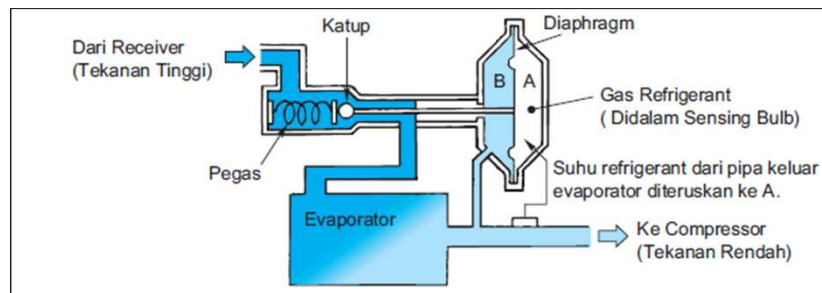 Dari Receiver
(Tekanan Tinggi)
Katup
Diaphragm
B
A
Gas Refrigerant
( Didalam Sensing Bulb)
Pegas
Suhu refrigerant dari pipa keluar
evaporator diteruskan ke A.
Evaporator
Ke Compressor
(Tekanan Rendah)